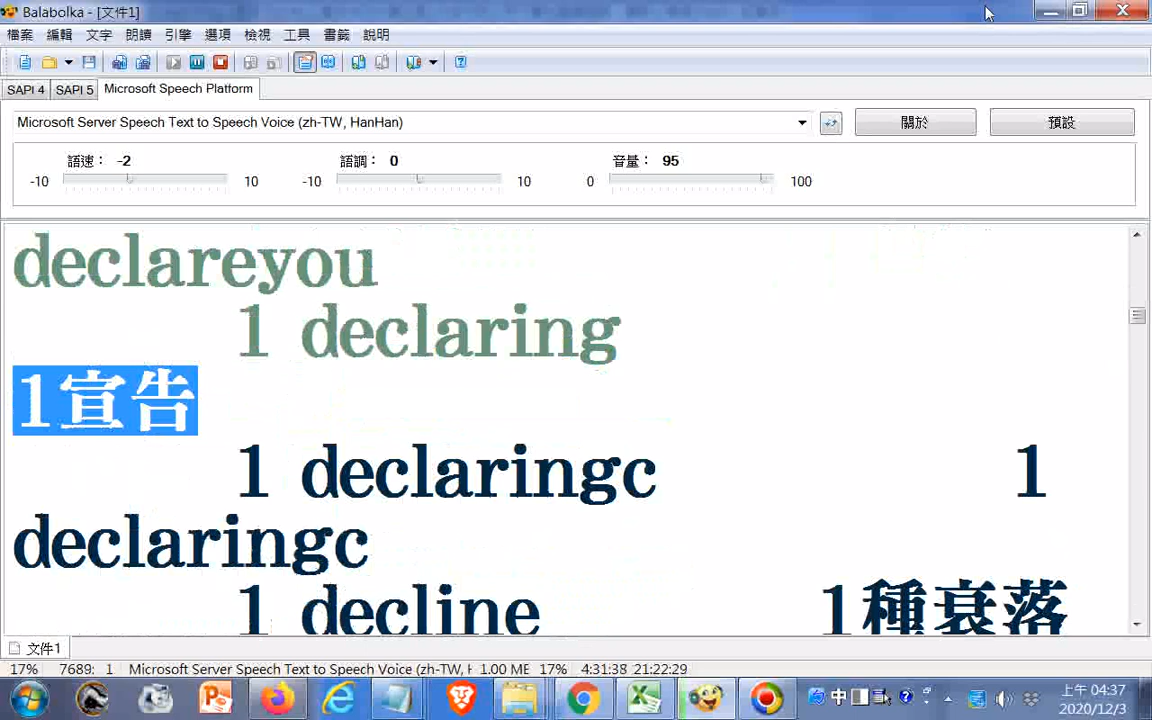 Balabolka - [文件1]
檔案 編輯 文字 朗讀 引擎 選項 檢視 工具 書籤 說明
SAPI 4 SAPI 5 Microsoft Speech Platform
Microsoft Server Speech Text to Speech Voice (zh-TW, HanHan) 關於 預設
語速： -2 語調： 0 音量： 95
-10 10 -10 10 0 100
declareyou
1 declaring
1宣告
1 declaringc 1
declaringc
1 decline 1種衰落
文件1
17% 7689: 1 Microsoft Server Speech Text to Speech Voice (zh-TW, H 1.00 ME 17% 4:31:38 21:22:29
中 上午 04:37
2020/12/3